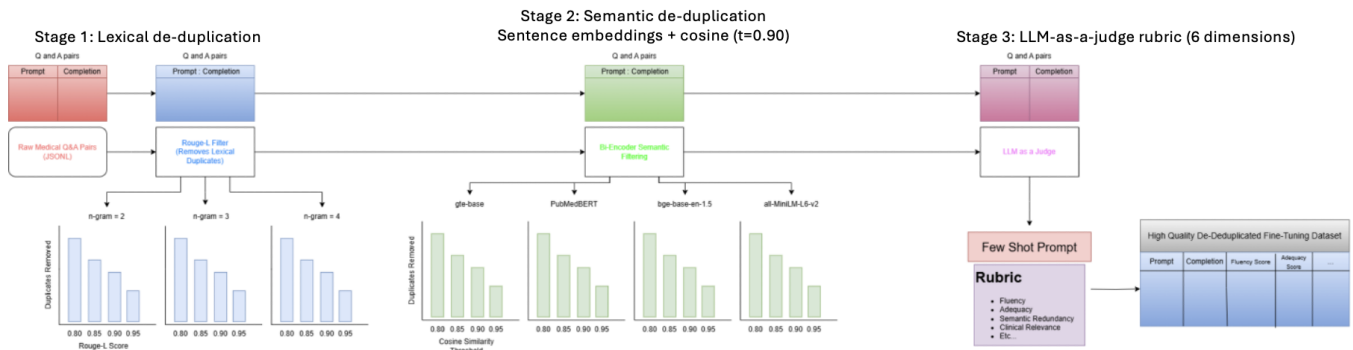 Stage 1: Lexical de-duplication
Stage 2: Semantic de-duplication
Sentence embeddings + cosine (t=0.90)
Stage 3: LLM-as-a-judge rubric (6 dimensions)
Q and A pairs
Prompt Completion
Q and A pairs
Prompt : Completion
Q and A pairs
Prompt : Completion
Q and A pairs
Prompt Completion
Raw Medical Q&A Pairs
(JSONL)
Rouge-L Filter
(Removes Lexical
Duplicates)
Bi-Encoder Semantic
Filtering
LLM as a Judge
n-gram = 2
n-gram = 3
n-gram = 4
gte-base
PubMedBERT
bge-base-en-1.5
all-MiniLM-L6-v2
Duplicates Removed
0.80 0.85 0.90 0.95
0.80 0.85 0.90 0.95
0.80 0.85 0.90 0.95
Rouge-L Score
Duplicates Removed
0.80 0.85 0.90 0.95
0.80 0.85 0.90 0.95
0.80 0.85 0.90 0.95
0.80 0.85 0.90 0.95
Cosine Similarity
Few Shot Prompt
Rubric
• Fluency
• Adequacy
• Semantic Redundancy
• Clinical Relevance
• Etc...
High Quality De-Deduplicated Fine-Tuning Dataset
Prompt Completion Fluency Score Adequacy Score ...